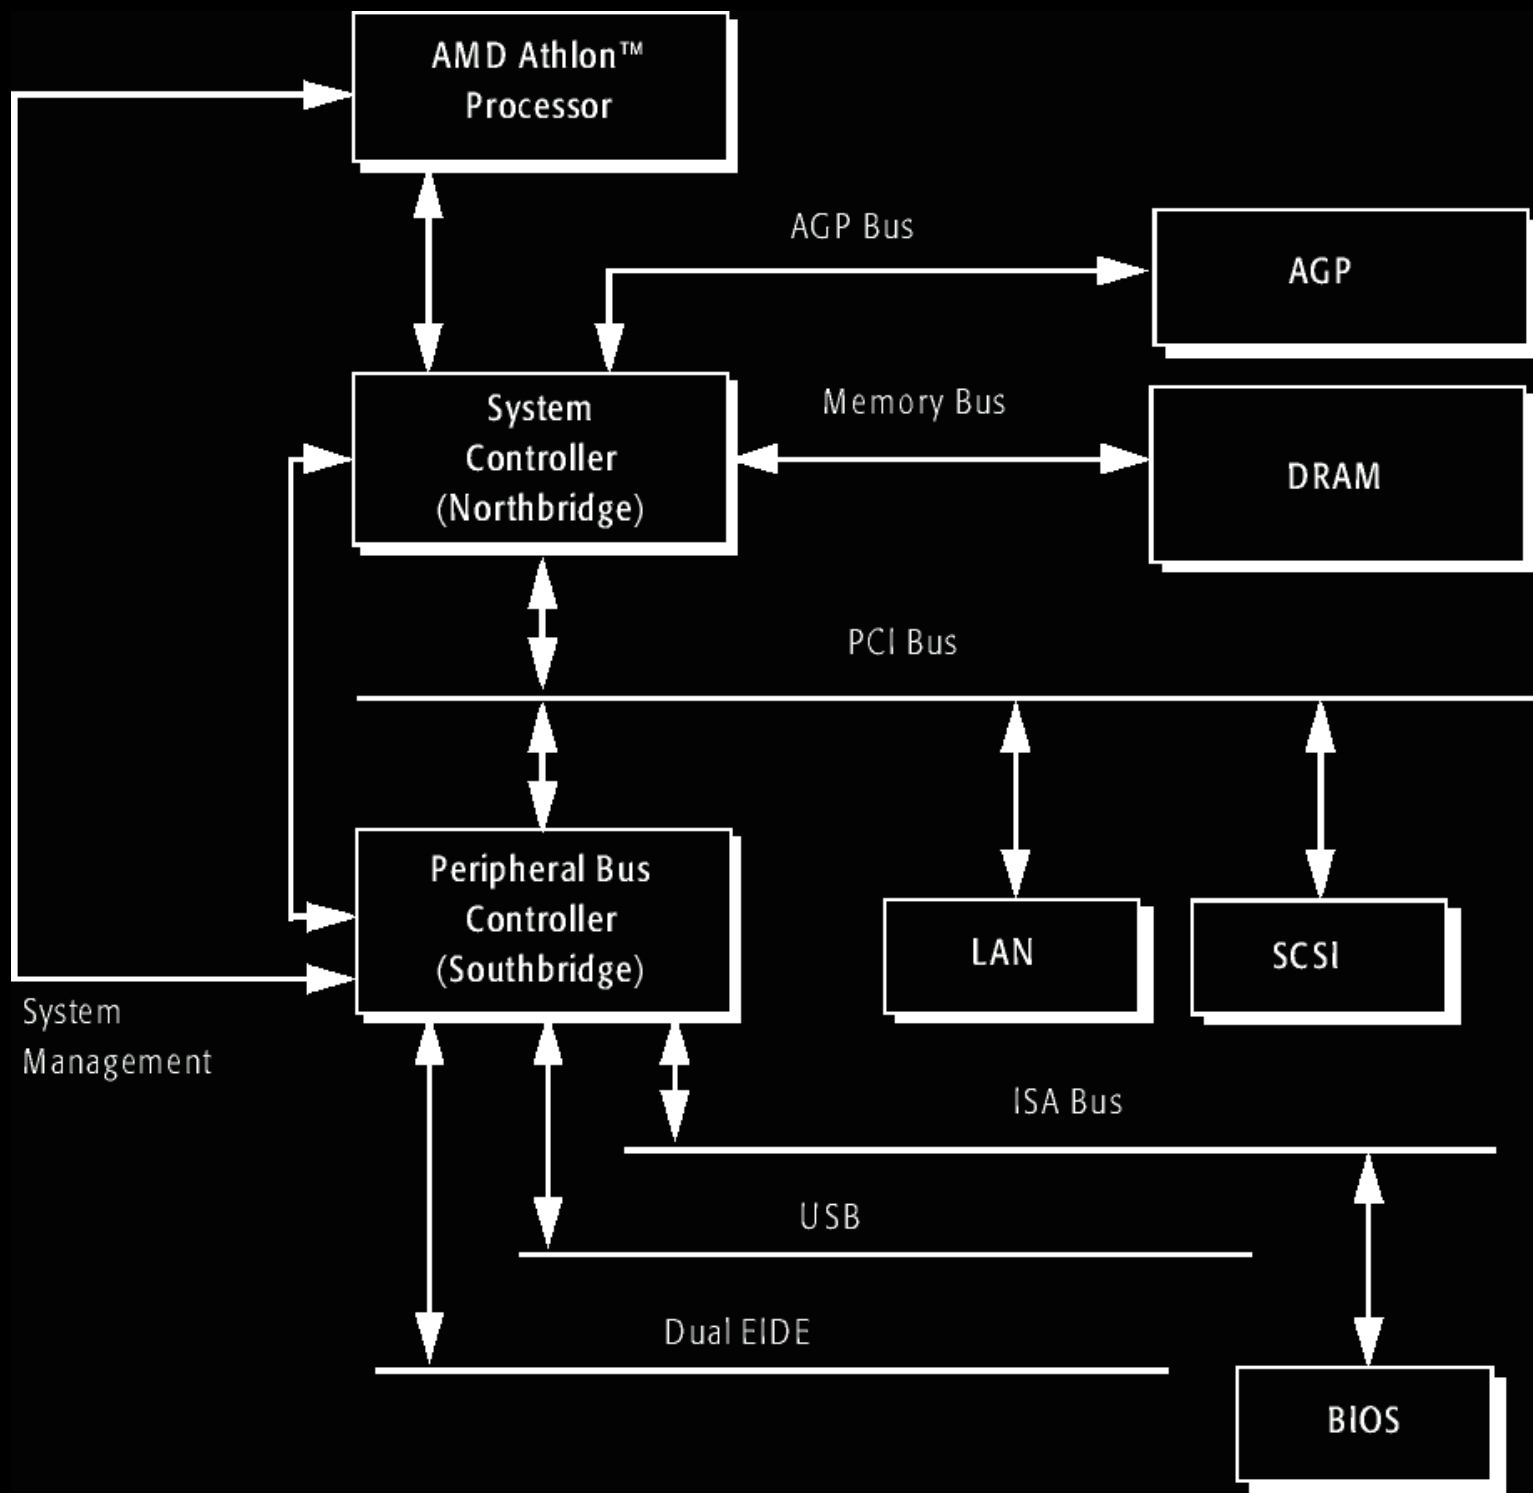 AMD Athlon™
Processor
AGP Bus
AGP
System
Controller
(Northbridge)
Memory Bus
DRAM
PCI Bus
Peripheral Bus
Controller
(Southbridge)
LAN
SCSI
System
Management
ISA Bus
USB
Dual EIDE
BIOS